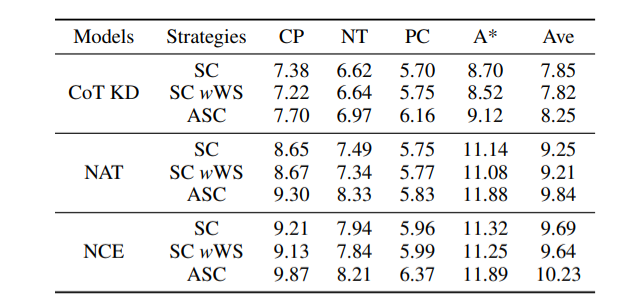 Models Strategies CP NT PC A* Ave
SC 7.38 6.62 5.70 8.70 7.85
CoT KD SC wWS 7.22 6.64 5.75 8.52 7.82
ASC 7.70 6.97 6.16 9.12 8.25
SC 8.65 7.49 5.75 11.14 9.25
NAT SC wWS 8.67 7.34 5.77 11.08 9.21
ASC 9.30 8.33 5.83 11.88 9.84
SC 9.21 7.94 5.96 11.32 9.69
NCE SC wWS 9.13 7.84 5.99 11.25 9.64
ASC 9.87 8.21 6.37 11.89 10.23